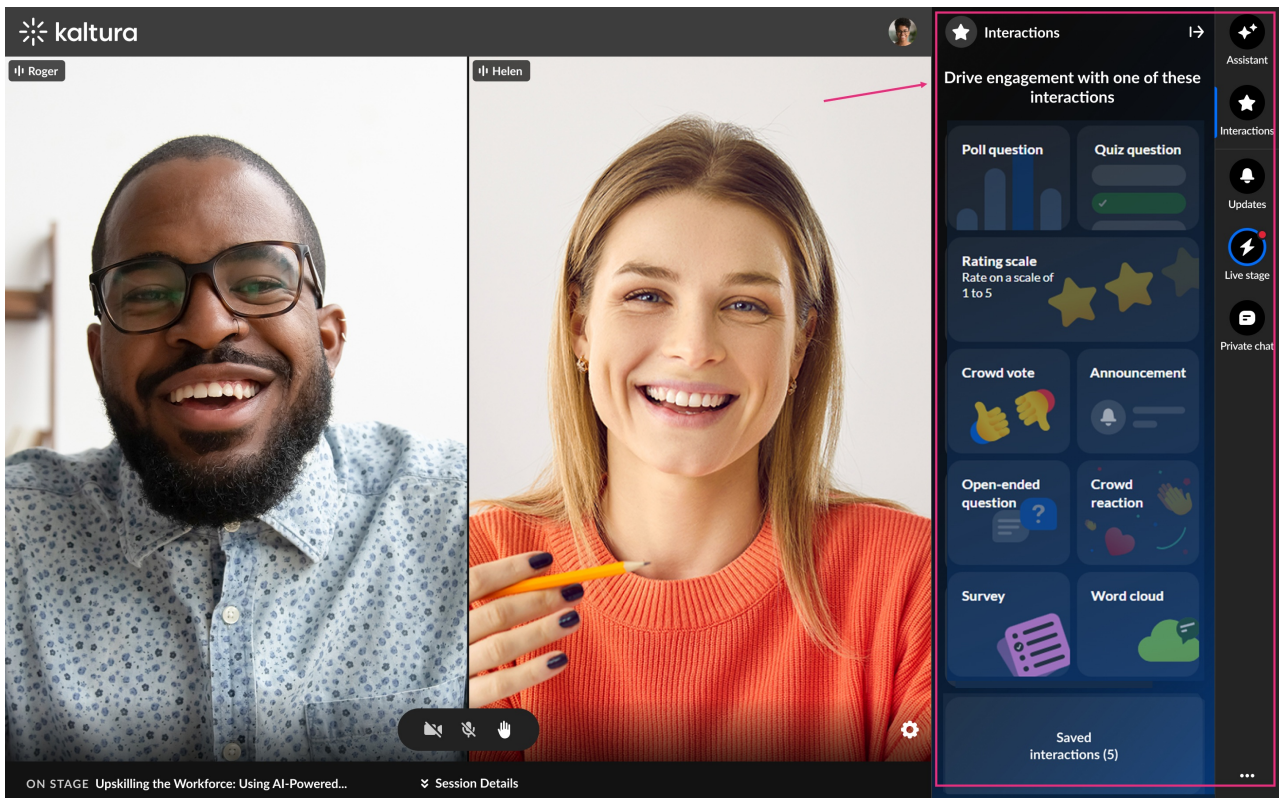 kaltura
Roger
Helen
ON STAGE Upskilling the Workforce: Using AI-Powered...
Session Details
Interactions
Drive engagement with one of these
interactions
Poll question
Quiz question
Rating scale
Rate on a scale of
1 to 5
Crowd vote
Announcement
Open-ended
question
?
Crowd
reaction
Survey
Word cloud
Saved
interactions (5)
Assistant
Interactions
Updates
Live stage
Private chat